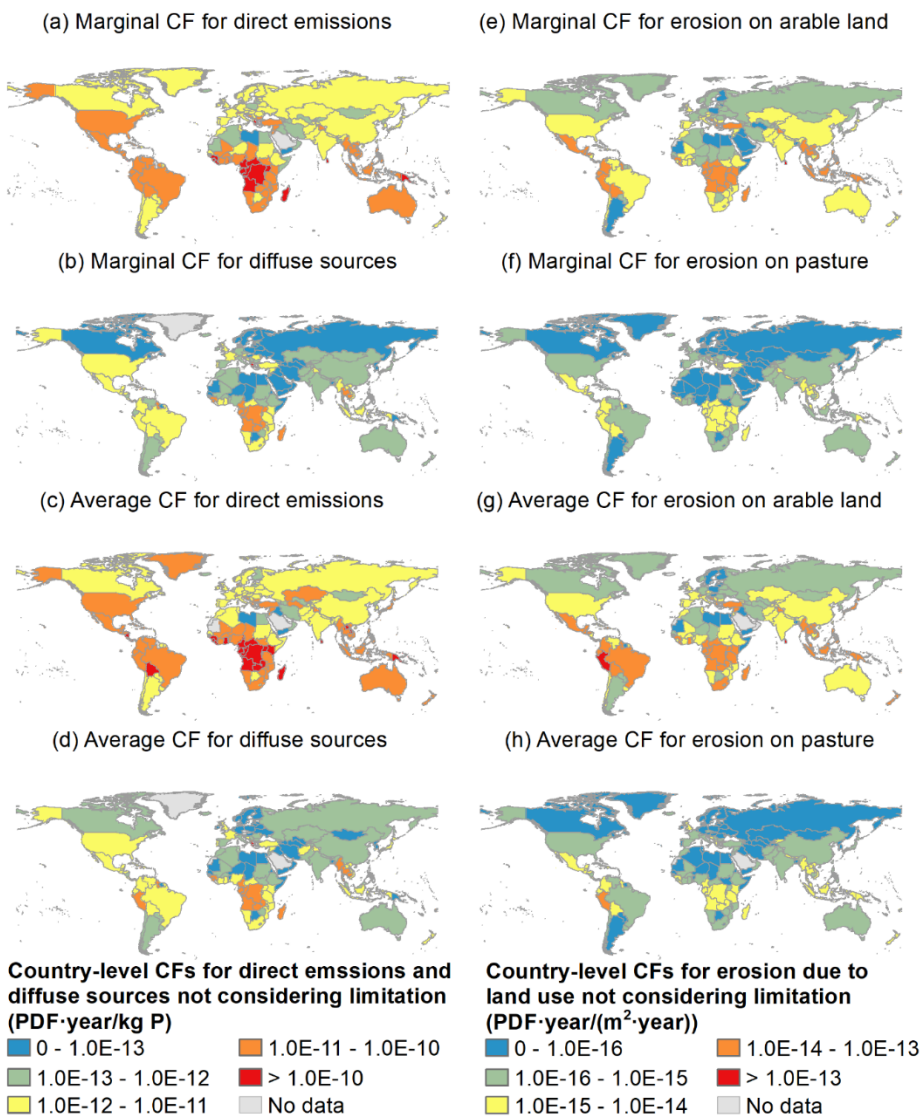 (a) Marginal CF for direct emissions
(e) Marginal CF for erosion on arable land
(b) Marginal CF for diffuse sources
(f) Marginal CF for erosion on pasture
(c) Average CF for direct emissions
(g) Average CF for erosion on arable land
(d) Average CF for diffuse sources
(h) Average CF for erosion on pasture
Country-level CFs for direct emssions and
diffuse sources not considering limitation
(PDF·year/kg P)
0 - 1.0E-13
1.0E-13 - 1.0E-12
1.0E-12 - 1.0E-11
1.0E-11 - 1.0E-10
> 1.0E-10
No data
Country-level CFs for erosion due to
land use not considering limitation
(PDF·year/(m²·year))
0 - 1.0E-16
1.0E-16 - 1.0E-15
1.0E-15 - 1.0E-14
1.0E-14 - 1.0E-13
> 1.0E-13
No data